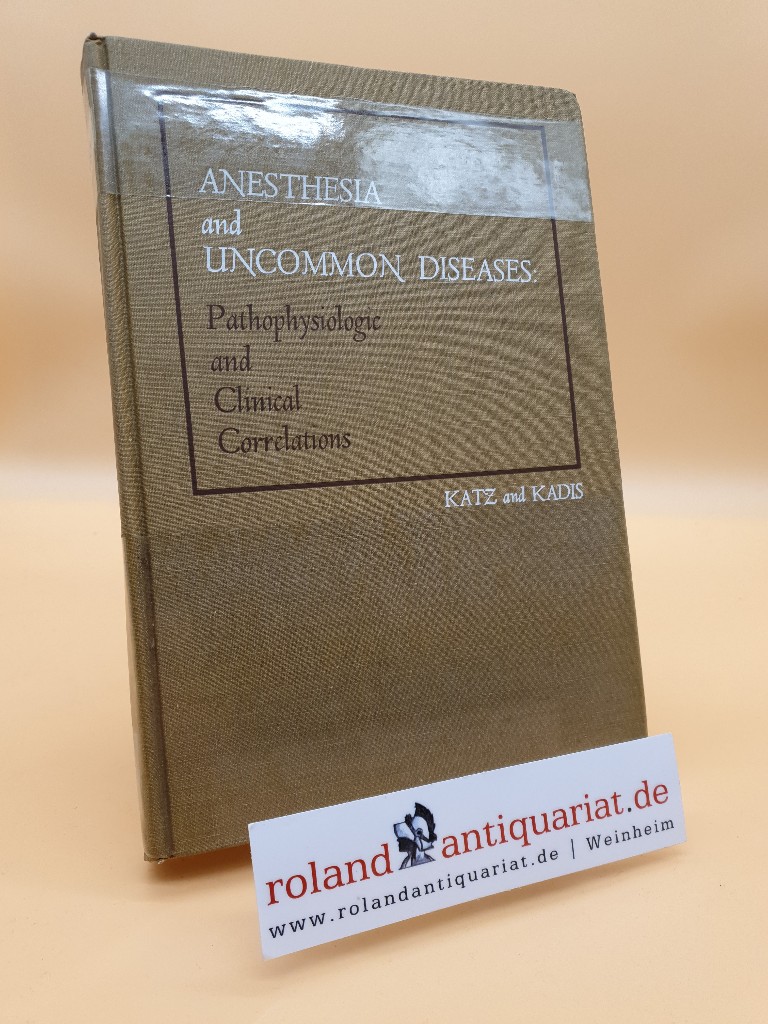 ANESTHESIA
and
UNCOMMON DISEASES:
Pathophysiologic
and
Clinical
Correlations
KATZ and KADIS
roland antiquariat.de
www.rolandantiquariat.de | Weinheim